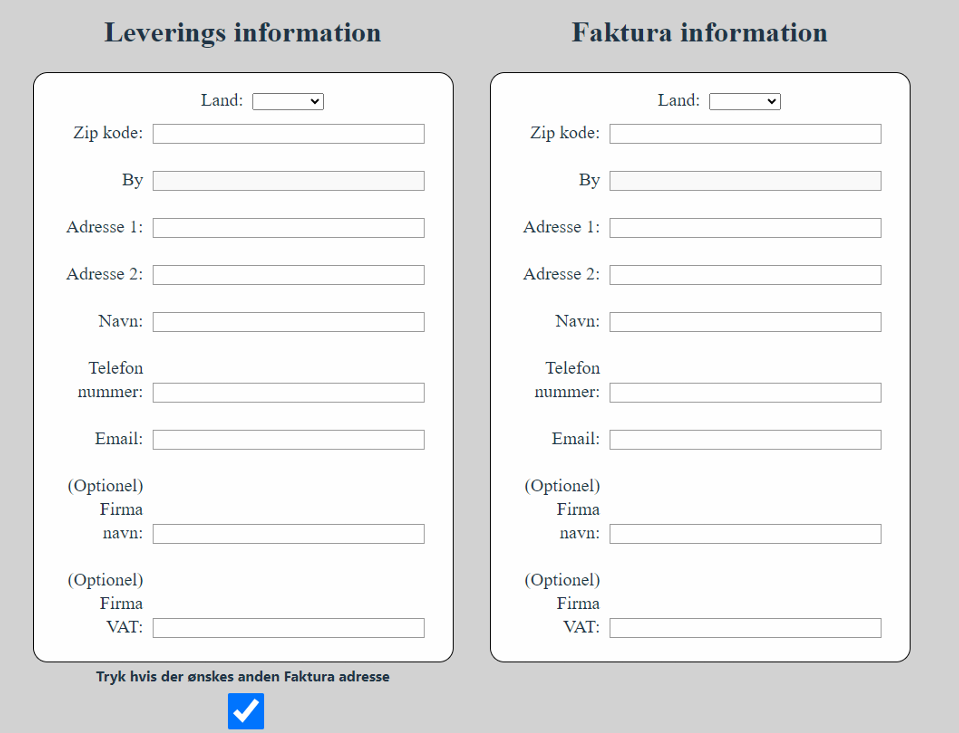 Leverings information
Land:
Zip kode:
By
Adresse 1:
Adresse 2:
Navn:
Telefon
nummer:
Email:
(Optionel)
Firma
navn:
(Optionel)
Firma
VAT:
Tryk hvis der ønskes anden Faktura adresse
Faktura information
Land:
Zip kode:
By
Adresse 1:
Adresse 2:
Navn:
Telefon
nummer:
Email:
(Optionel)
Firma
navn:
(Optionel)
Firma
VAT: